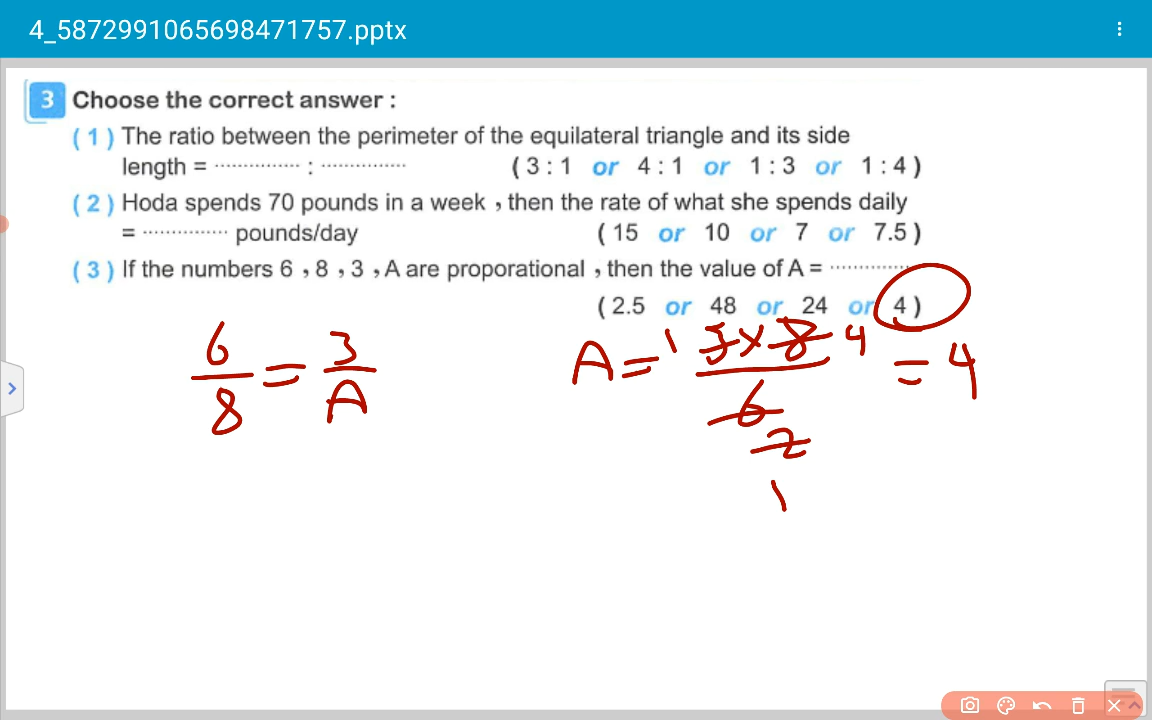 4_5872991065698471757.pptx
3 Choose the correct answer :
( 1 ) The ratio between the perimeter of the equilateral triangle and its side
length = ............... : ............... ( 3 : 1 or 4 : 1 or 1 : 3 or 1 : 4 )
( 2 ) Hoda spends 70 pounds in a week , then the rate of what she spends daily
= ............... pounds/day ( 15 or 10 or 7 or 7.5 )
( 3 ) If the numbers 6 , 8 , 3 , A are proporational , then the value of A = ..............
( 2.5 or 48 or 24 or 4 )
6/8 = 3/A
A = 1 3 x 8 4 / 6 = 4
2
1